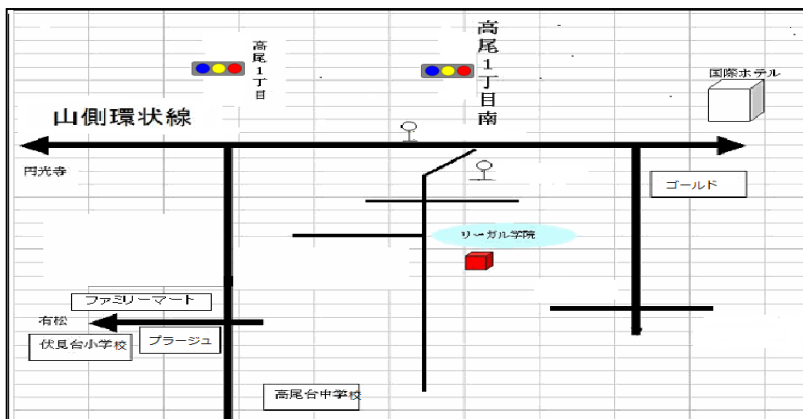 高尾1丁目
高尾1丁目南
国際ホテル
山側環状線
円光寺
ゴールド
リーガル学院
ファミリーマート
有松
プラージュ
伏見台小学校
高尾台中学校